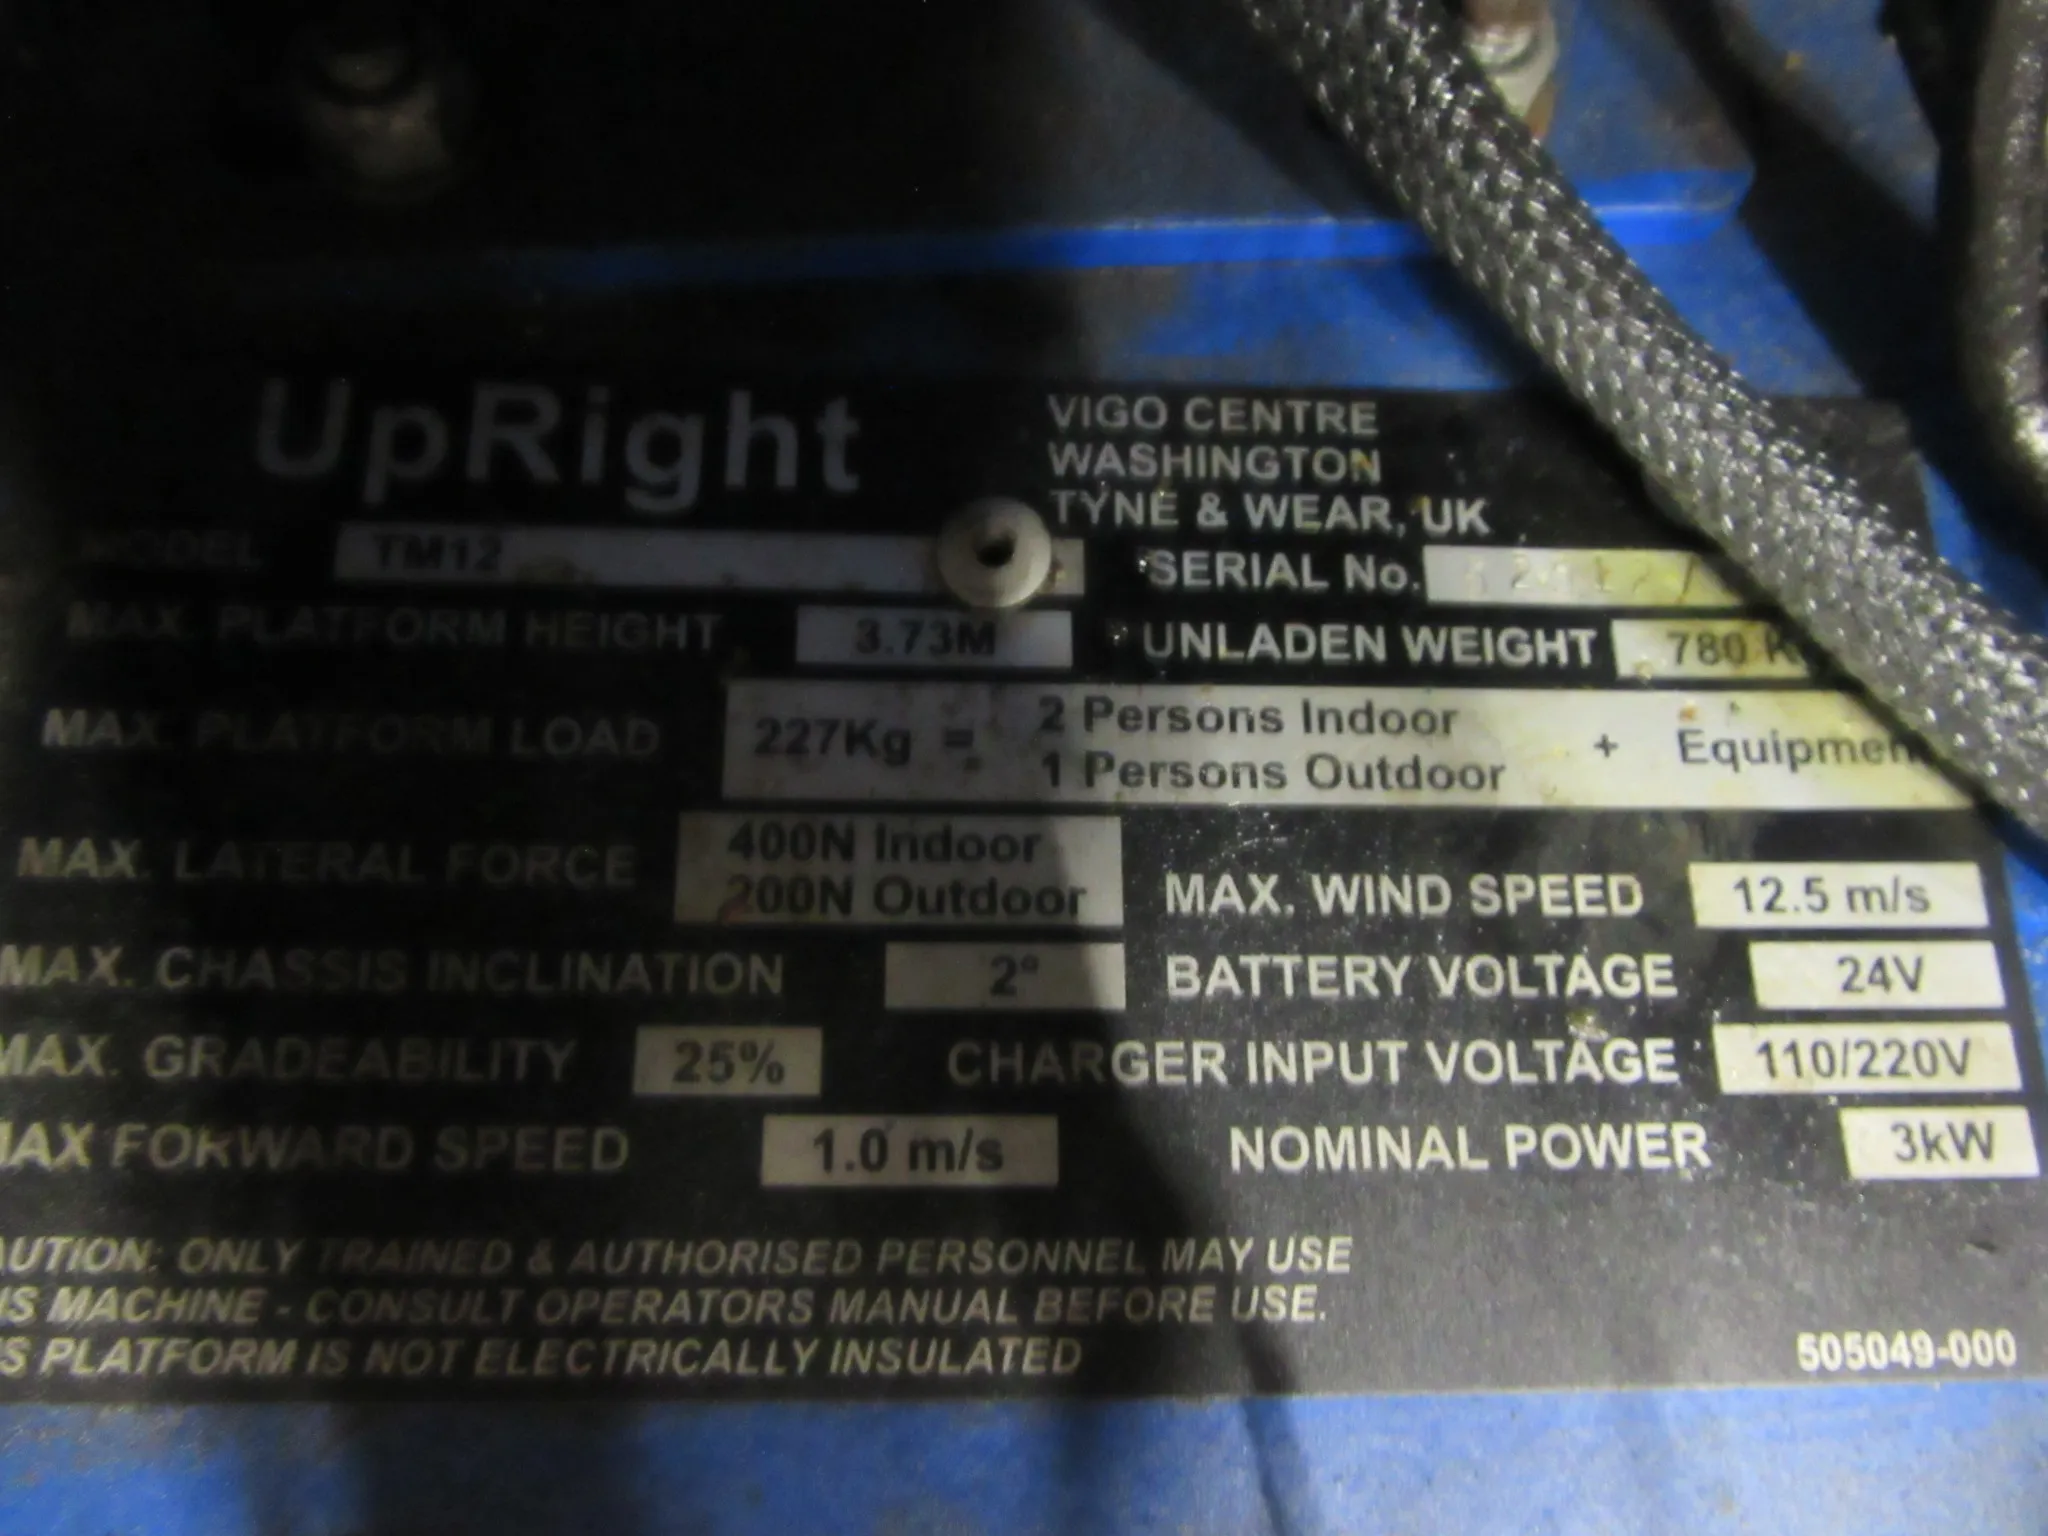 UpRight
VIGO CENTRE
WASHINGTON
TYNE & WEAR, UK
MODEL TM12
SERIAL No.
MAX. PLATFORM HEIGHT 3.73M
UNLADEN WEIGHT 780
MAX. PLATFORM LOAD 227Kg = 2 Persons Indoor
1 Persons Outdoor
+ Equipmen
MAX. LATERAL FORCE 400N Indoor
200N Outdoor
MAX. WIND SPEED 12.5 m/s
MAX. CHASSIS INCLINATION 2°
BATTERY VOLTAGE 24V
MAX. GRADEABILITY 25%
CHARGER INPUT VOLTAGE 110/220V
MAX FORWARD SPEED 1.0 m/s
NOMINAL POWER 3kW
AUTION: ONLY TRAINED & AUTHORISED PERSONNEL MAY USE
IS MACHINE - CONSULT OPERATORS MANUAL BEFORE USE.
S PLATFORM IS NOT ELECTRICALLY INSULATED
505049-000